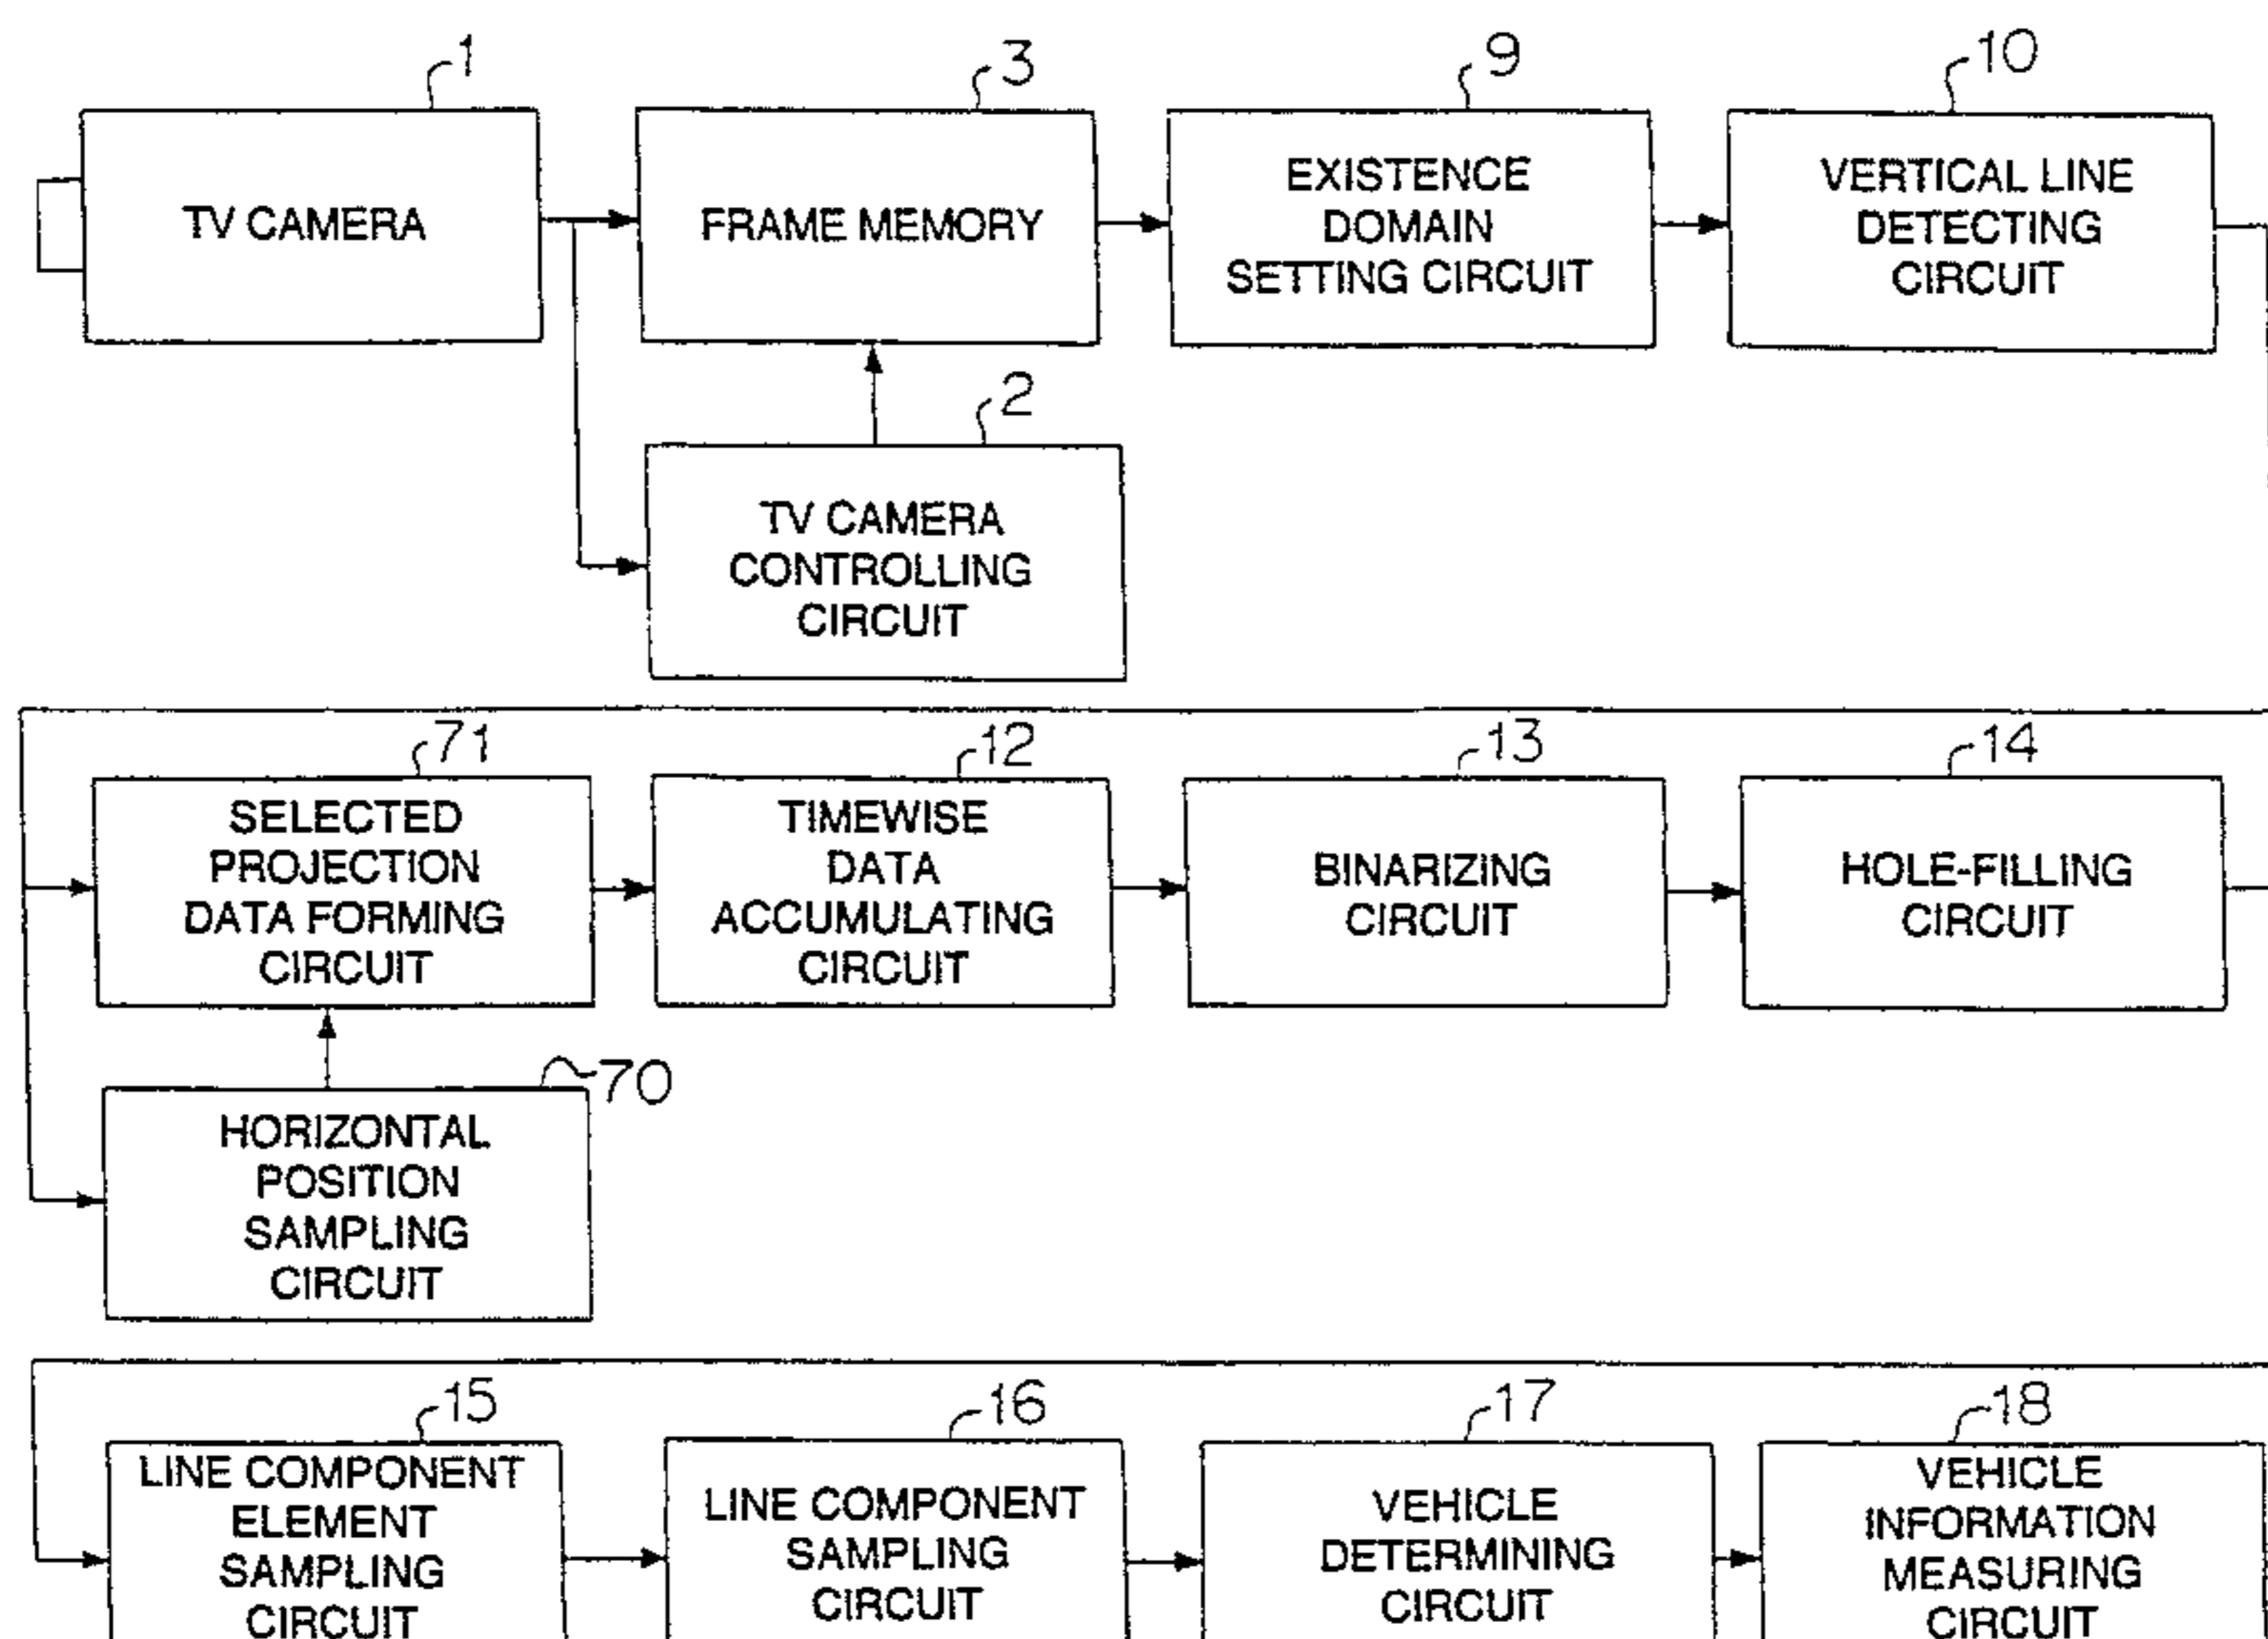 1
TV CAMERA
3
FRAME MEMORY
9
EXISTENCE
DOMAIN
SETTING CIRCUIT
10
VERTICAL LINE
DETECTING
CIRCUIT
2
TV CAMERA
CONTROLLING
CIRCUIT
71
SELECTED
PROJECTION
DATA FORMING
CIRCUIT
12
TIMEWISE
DATA
ACCUMULATING
CIRCUIT
13
BINARIZING
CIRCUIT
14
HOLE-FILLING
CIRCUIT
70
HORIZONTAL
POSITION
SAMPLING
CIRCUIT
15
LINE COMPONENT
ELEMENT
SAMPLING
CIRCUIT
16
LINE COMPONENT
SAMPLING
CIRCUIT
17
VEHICLE
DETERMINING
CIRCUIT
18
VEHICLE
INFORMATION
MEASURING
CIRCUIT